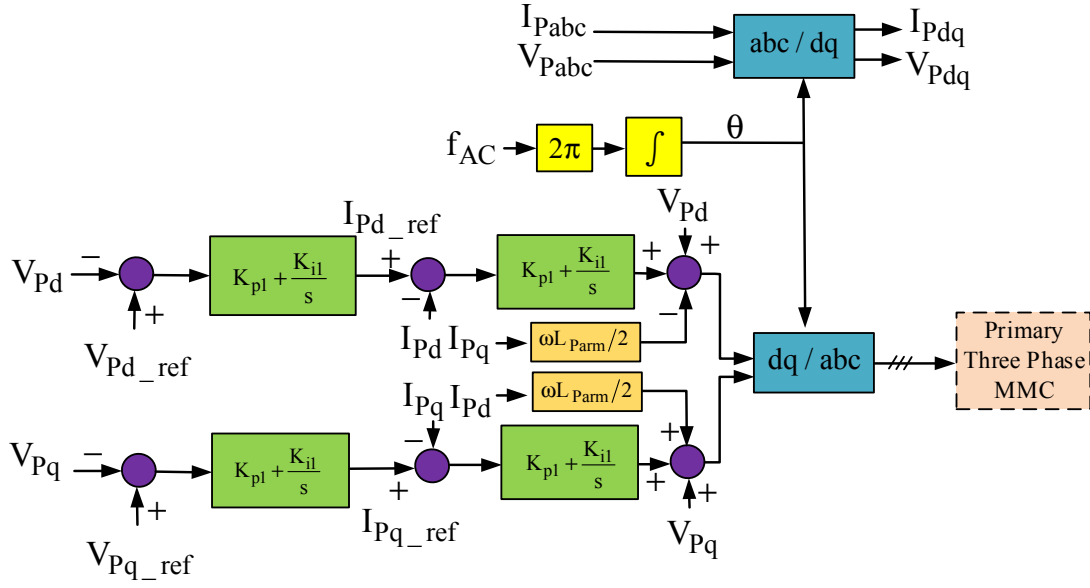 I_Pabc
V_Pabc
abc / dq
I_Pdq
V_Pdq
f_AC
2π
∫
θ
V_Pd
I_Pd_ref
+
+
+
−
−
−
V_Pd
K_p1 + K_i1/s
K_p1 + K_i1/s
+
V_Pd_ref
I_Pd I_Pq
ωL_Parm/2
dq / abc
Primary
Three Phase
MMC
I_Pq I_Pd
ωL_Parm/2
−
+
V_Pq
−
K_p1 + K_i1/s
K_p1 + K_i1/s
+
+
+
+
V_Pq_ref
I_Pq_ref
V_Pq